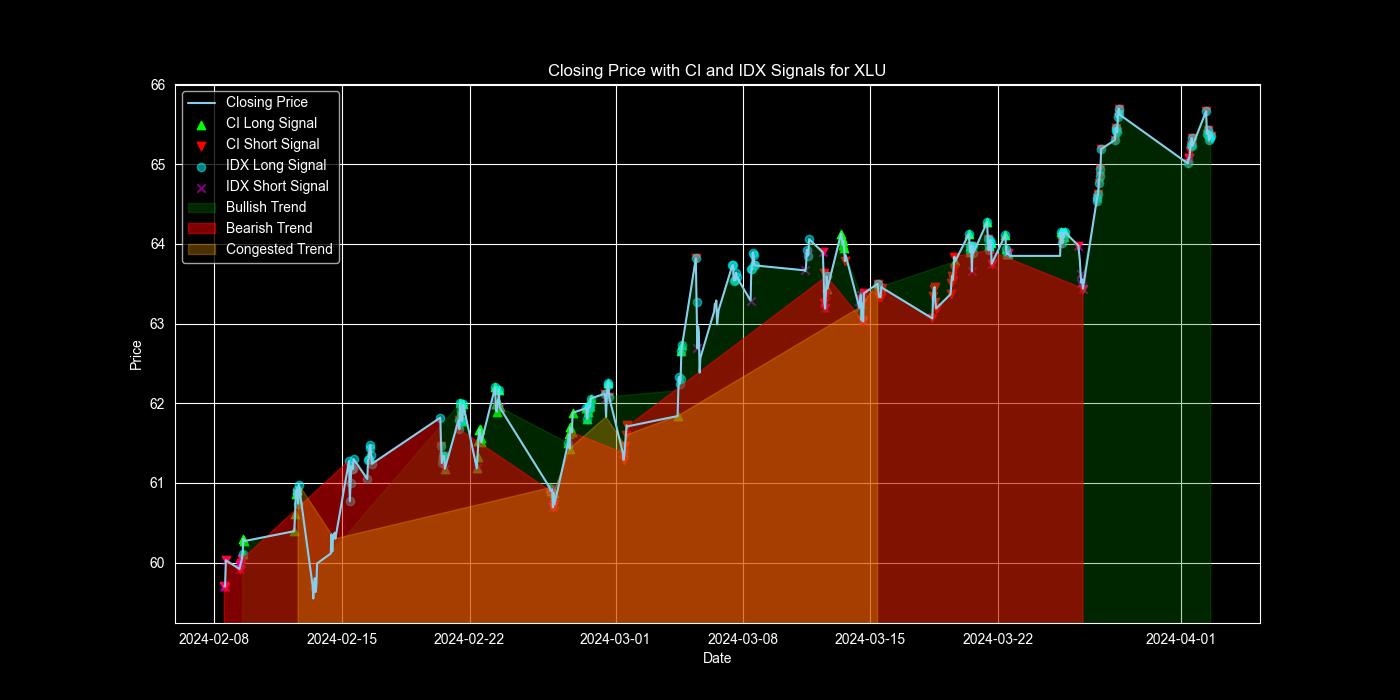 Closing Price with CI and IDX Signals for XLU
66
65
64
63
62
61
60
Price
Closing Price
CI Long Signal
CI Short Signal
IDX Long Signal
IDX Short Signal
Bullish Trend
Bearish Trend
Congested Trend
2024-02-08 2024-02-15 2024-02-22 2024-03-01 2024-03-08 2024-03-15 2024-03-22 2024-04-01
Date